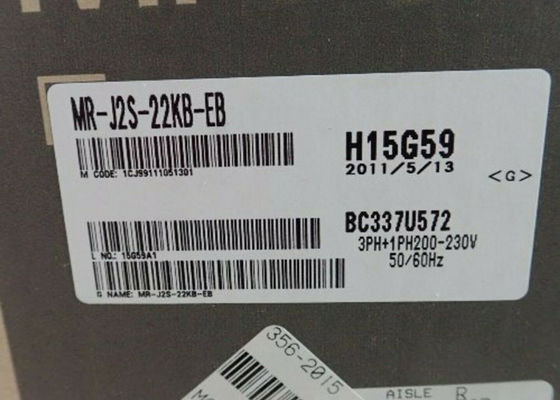 MR-J2S-22KB-EB
M CODE: 1CJ99111051301
H15G59
2011/5/13
<G>
BC337U572
3PH+1PH200-230V
50/60Hz
L NO.: 15G59A1
G NAME: MR-J2S-22KB-EB
356-2015
AISLE